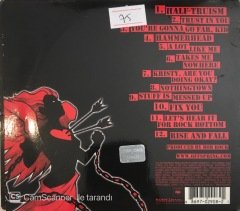 75
1. HALF-TRUISM
2. TRUST IN YOU
3. YOU'RE GONNA GO FAR, KID
4. HAMMERHEAD
5. A LOT LIKE ME
6. TAKES ME NOWHERE
7. KRISTY, ARE YOU DOING OKAY?
8. NOTHINGTOWN
9. STUFF IS MESSED UP
10. FIX YOU
11. LET'S HEAR IT FOR ROCK BOTTOM
12. RISE AND FALL
PRODUCED BY BOB ROCK
WWW.OFFSPRING.COM
CS CamScanner ile tarandı